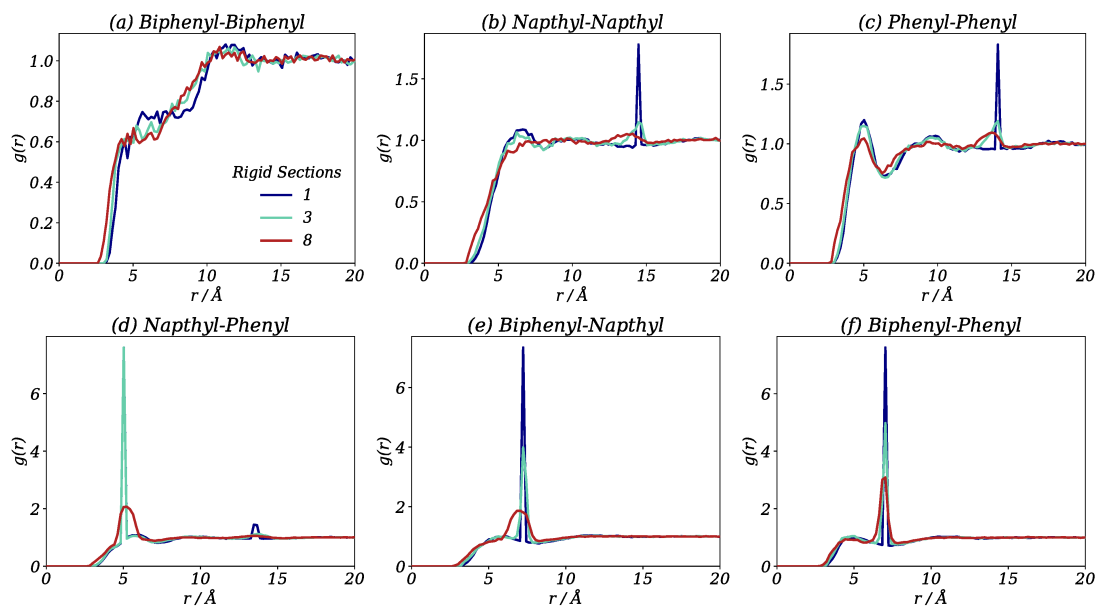 (a) Biphenyl-Biphenyl
(b) Napthyl-Napthyl
(c) Phenyl-Phenyl
g(r)
1.0
0.8
0.6
0.4
0.2
0.0
Rigid Sections
1
3
8
0 5 10 15 20
r / Å
g(r)
1.5
1.0
0.5
0.0
0 5 10 15 20
r / Å
g(r)
1.5
1.0
0.5
0.0
0 5 10 15 20
r / Å
(d) Napthyl-Phenyl
(e) Biphenyl-Napthyl
(f) Biphenyl-Phenyl
g(r)
6
4
2
0
0 5 10 15 20
r / Å
g(r)
6
4
2
0
0 5 10 15 20
r / Å
g(r)
6
4
2
0
0 5 10 15 20
r / Å